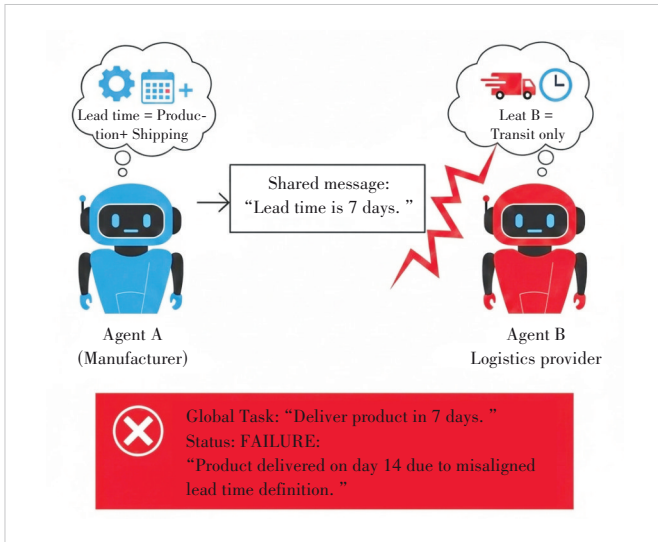 Lead time = Produc-
tion+ Shipping
Leat B =
Transit only
Shared message:
“Lead time is 7 days. ”
Agent A
(Manufacturer)
Agent B
Logistics provider
Global Task: “Deliver product in 7 days. ”
Status: FAILURE:
“Product delivered on day 14 due to misaligned
lead time definition. ”